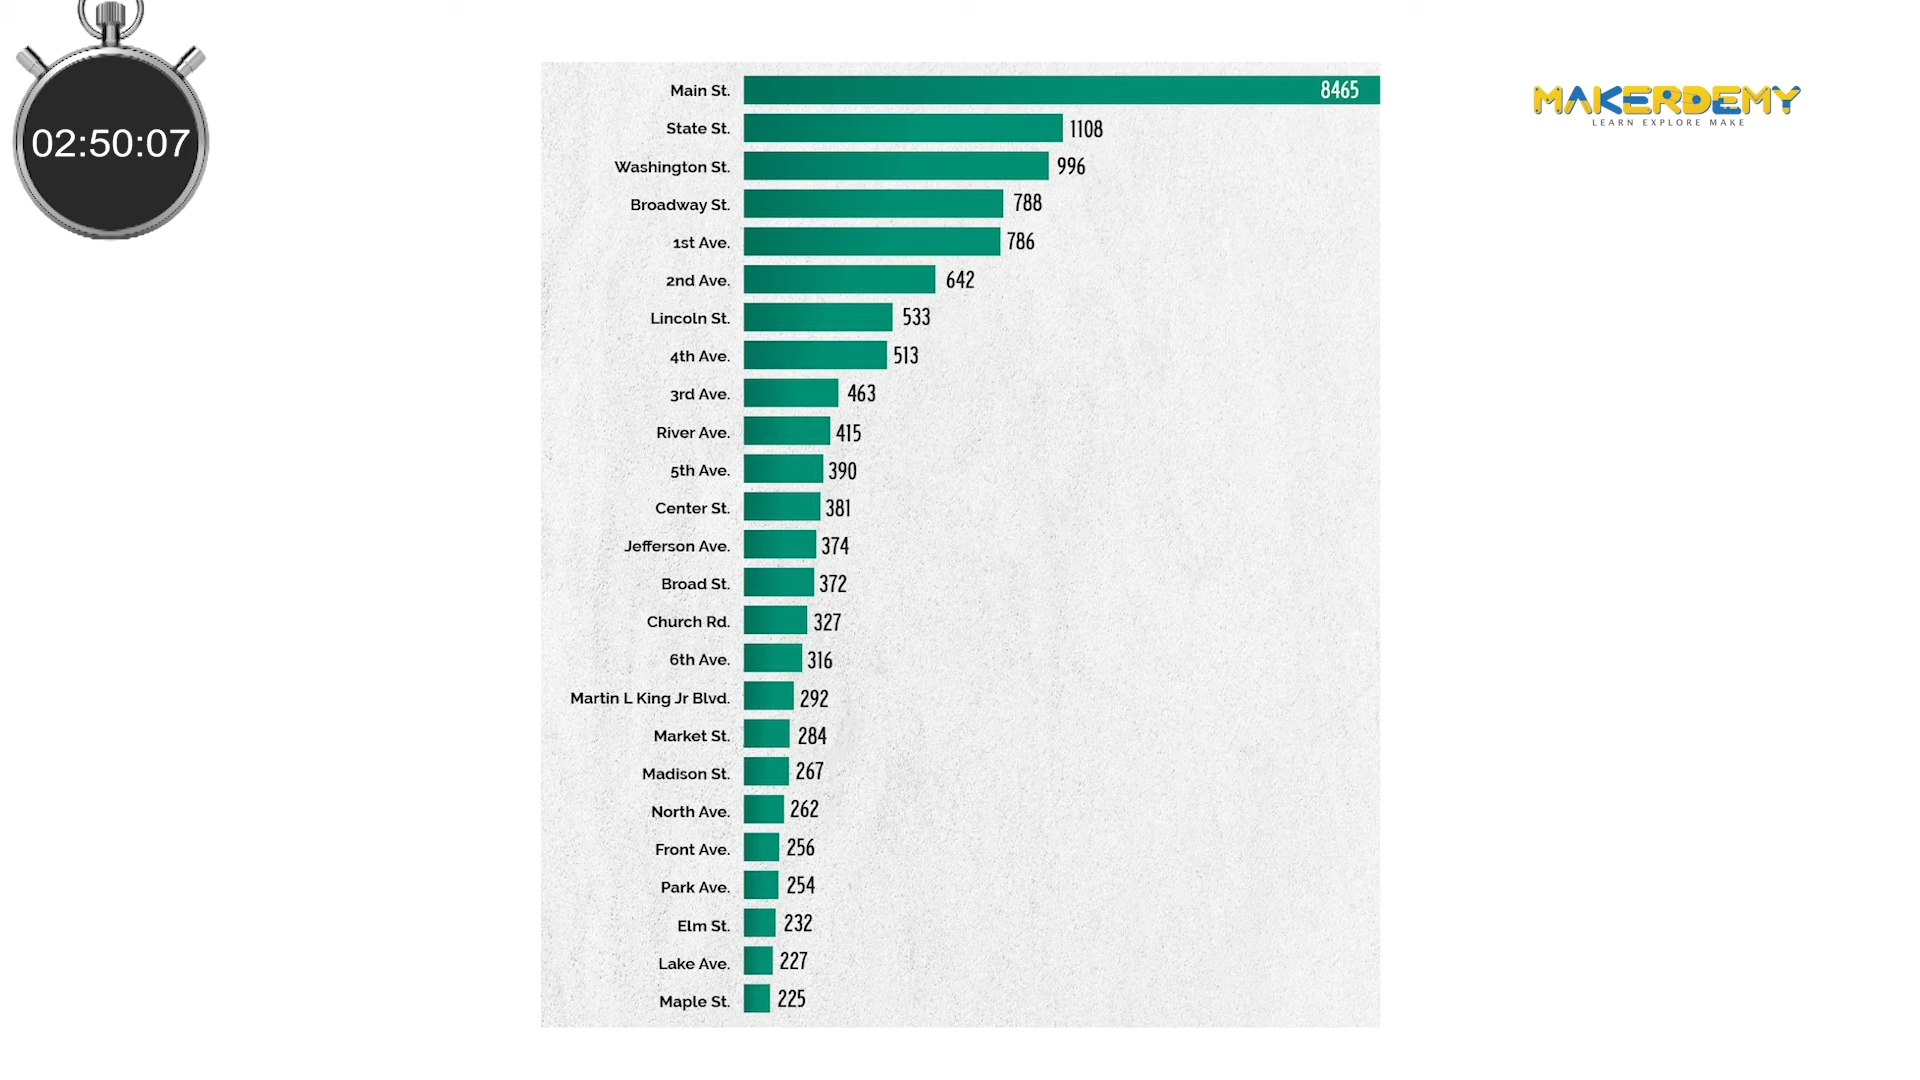 02:50:07
MAKERDEMY
LEARN EXPLORE MAKE
Main St. 8465
State St. 1108
Washington St. 996
Broadway St. 788
1st Ave. 786
2nd Ave. 642
Lincoln St. 533
4th Ave. 513
3rd Ave. 463
River Ave. 415
5th Ave. 390
Center St. 381
Jefferson Ave. 374
Broad St. 372
Church Rd. 327
6th Ave. 316
Martin L King Jr Blvd. 292
Market St. 284
Madison St. 267
North Ave. 262
Front Ave. 256
Park Ave. 254
Elm St. 232
Lake Ave. 227
Maple St. 225